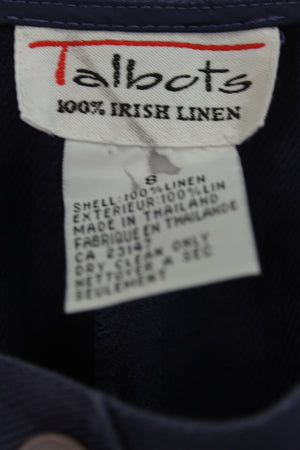 Talbots
100% IRISH LINEN
8
SHELL:100%LINEN
EXTERIEUR:100%LIN
MADE IN THAILAND
FABRIQUE EN THAILANDE
CA 23147
DRY CLEAN ONLY
NETTOYER A SEC
SEULEMENT